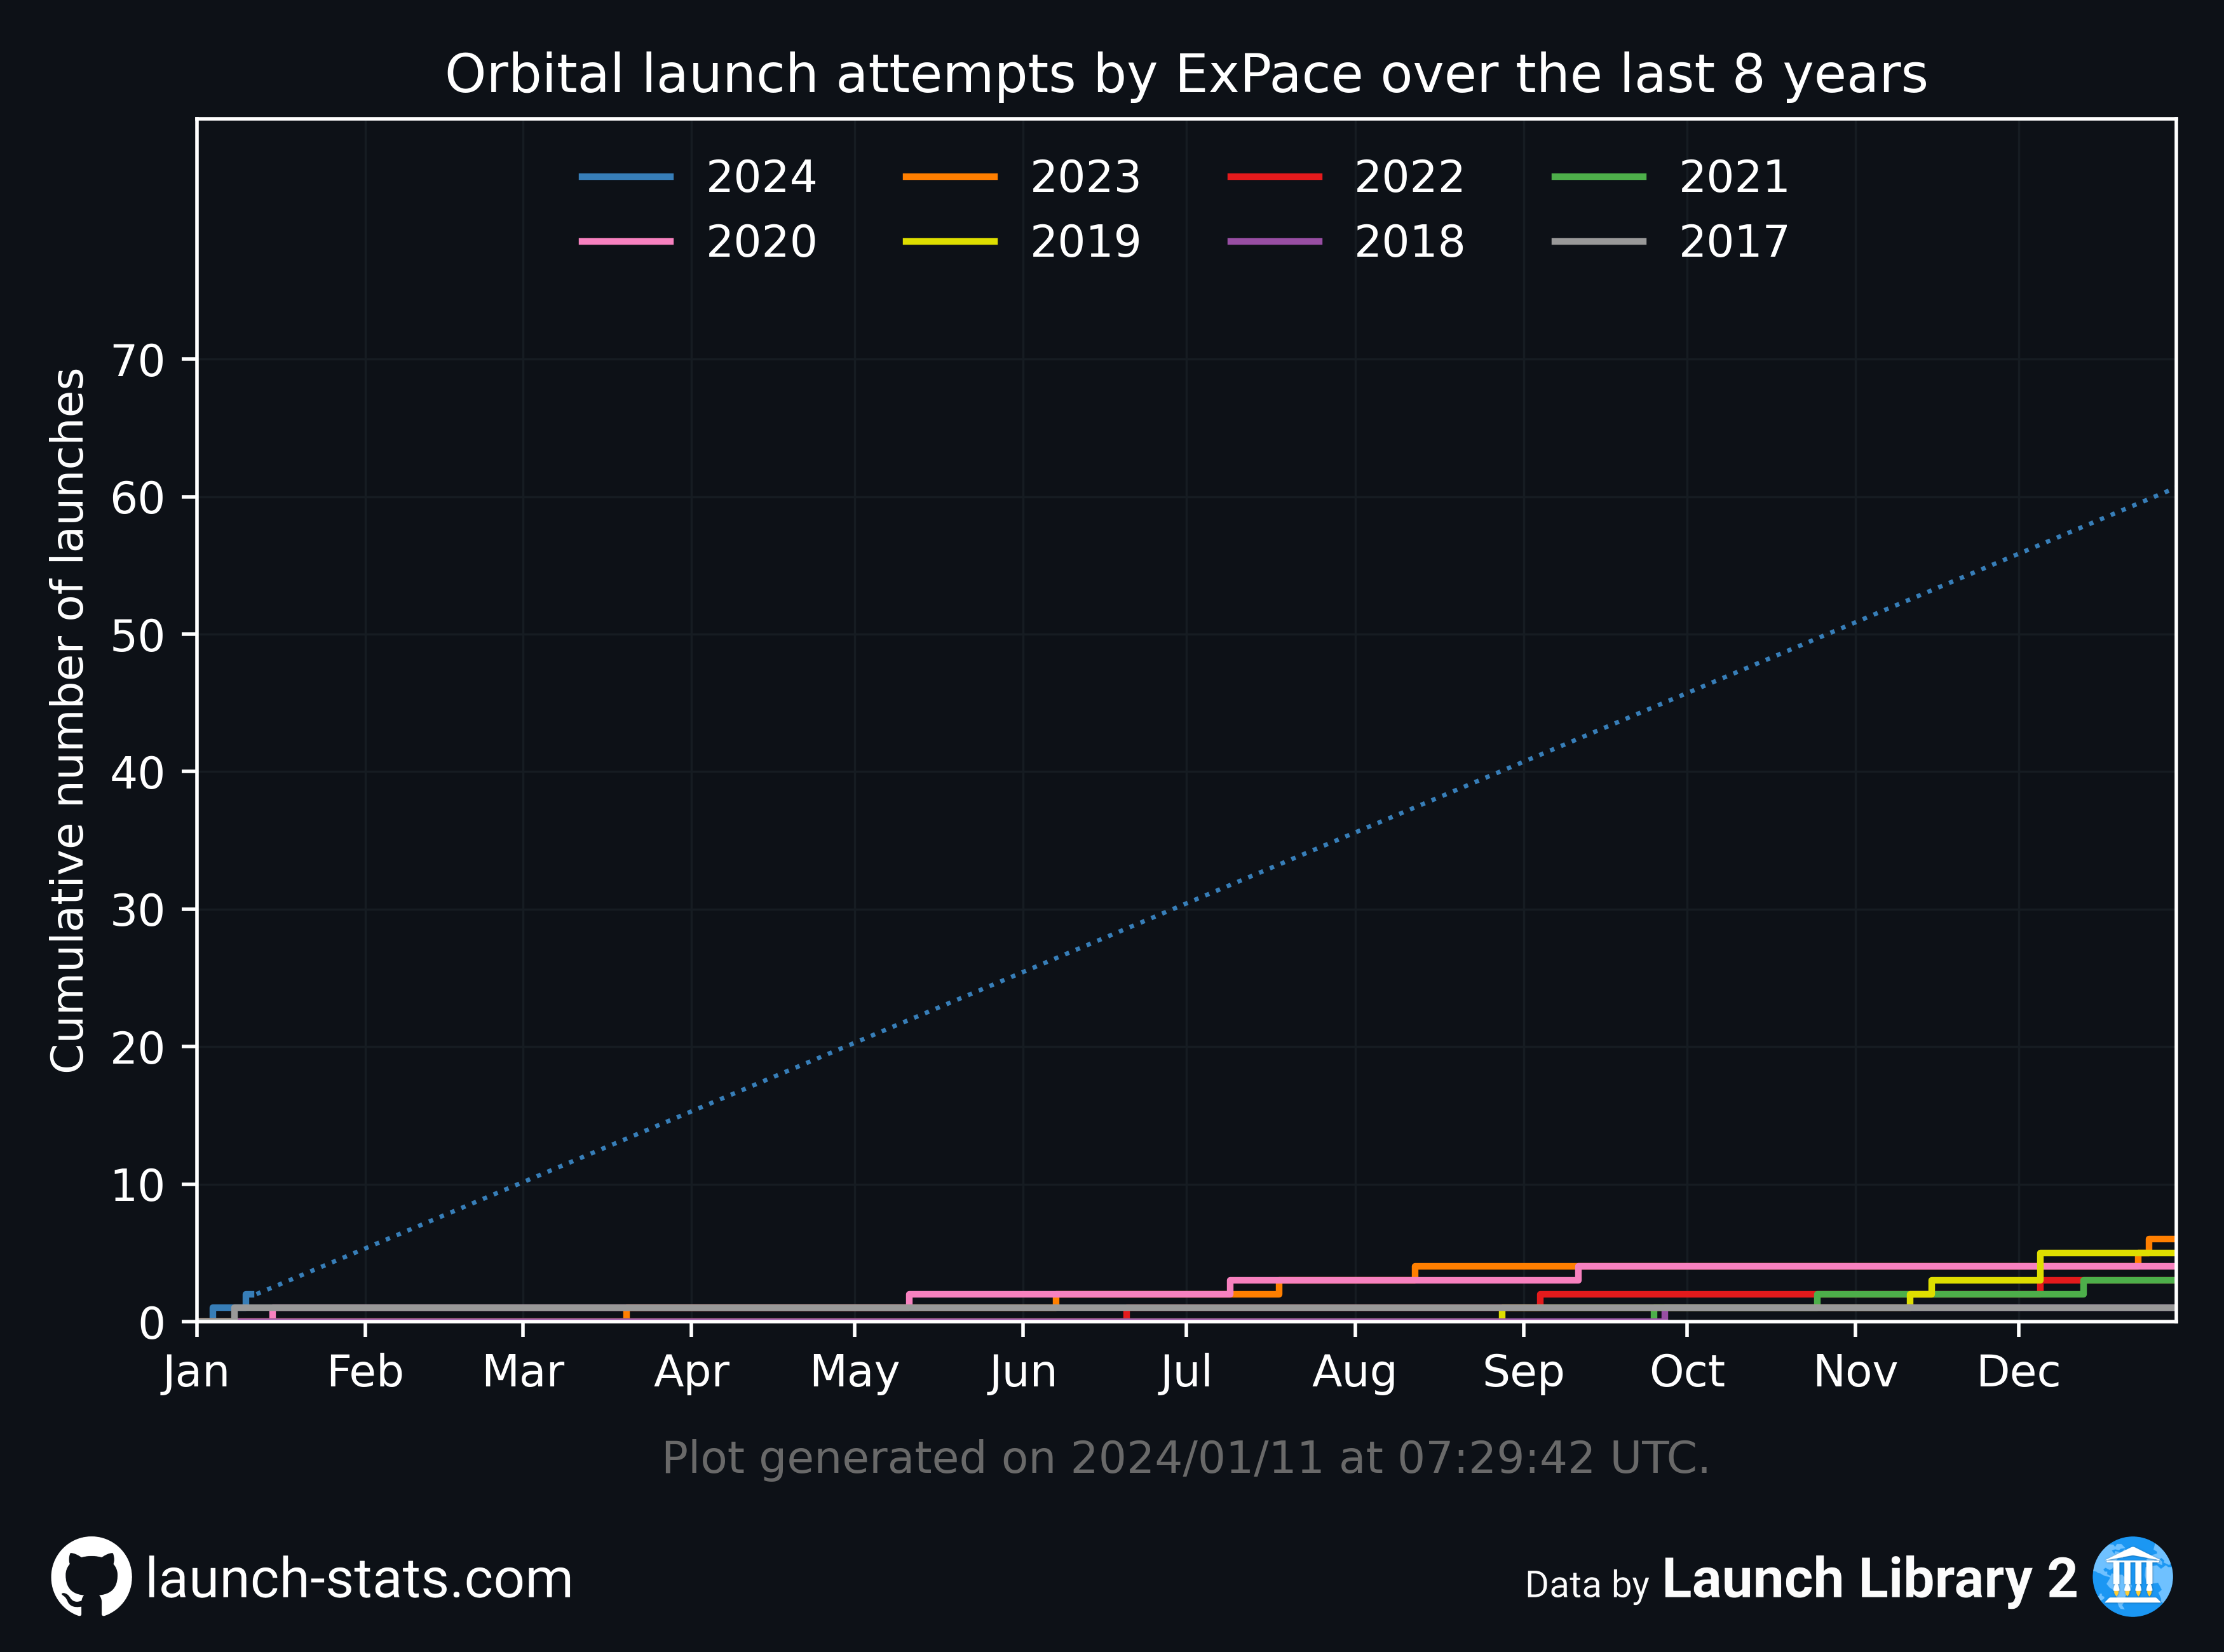 Orbital launch attempts by ExPace over the last 8 years
2024 2023 2022 2021
2020 2019 2018 2017
Cumulative number of launches
70
60
50
40
30
20
10
0
Jan Feb Mar Apr May Jun Jul Aug Sep Oct Nov Dec
Plot generated on 2024/01/11 at 07:29:42 UTC.
launch-stats.com
Data by Launch Library 2